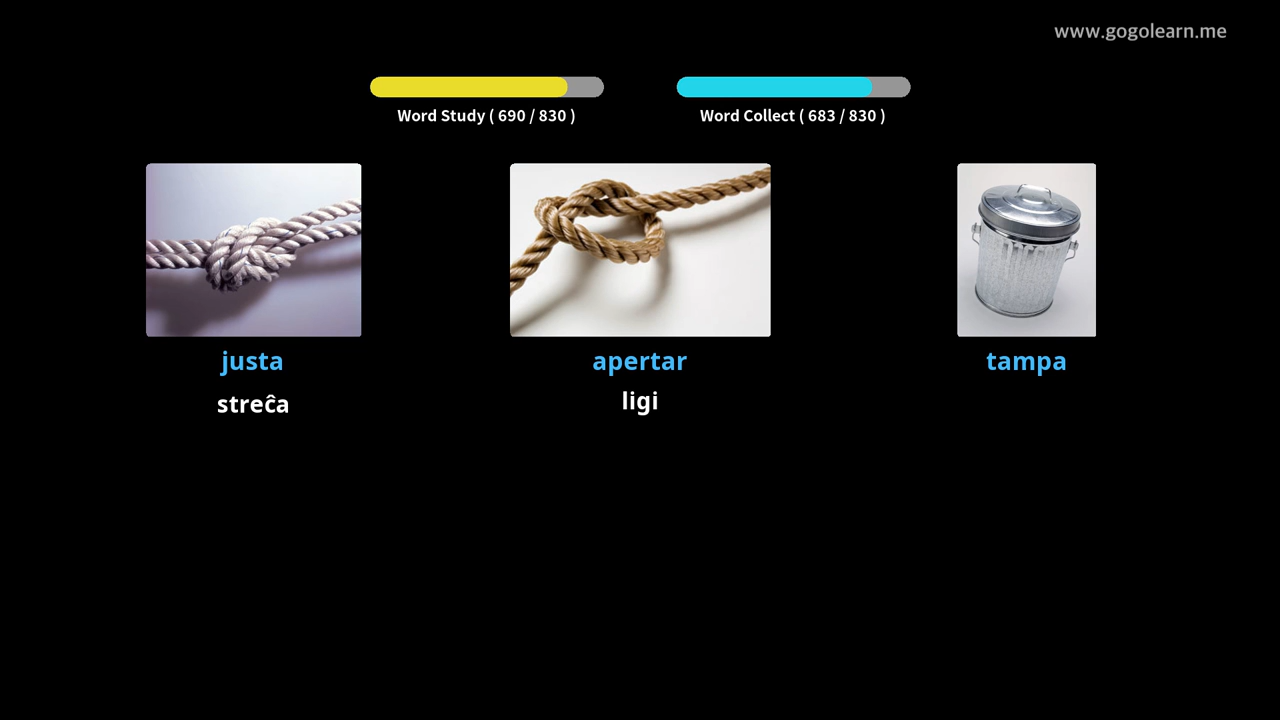 www.gogolearn.me
Word Study ( 690 / 830 )
Word Collect ( 683 / 830 )
justa
apertar
tampa
streĉa
ligi